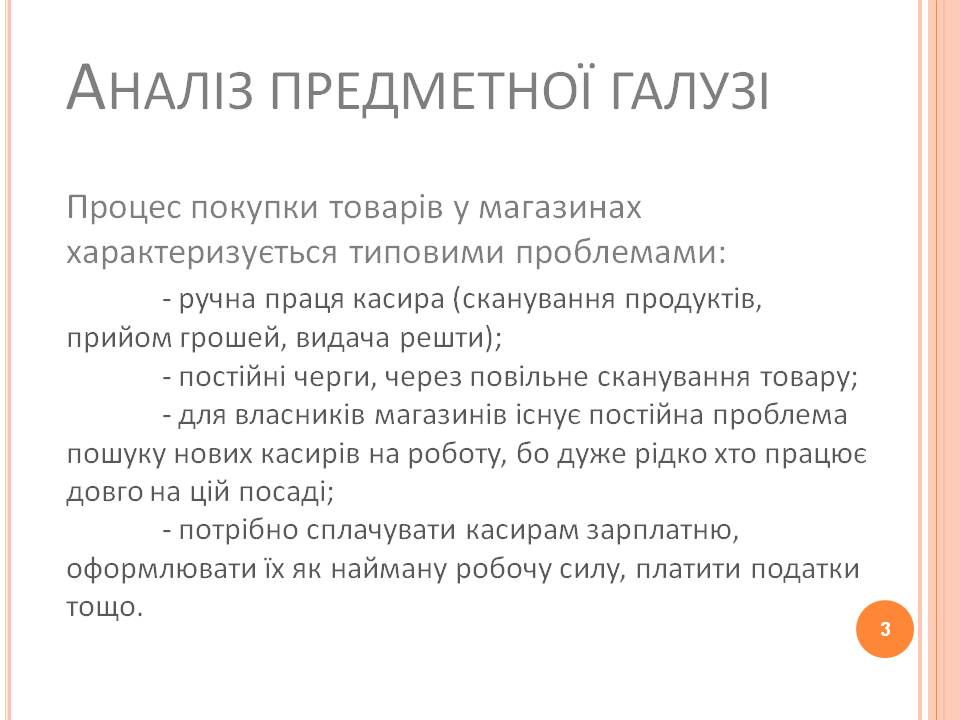 Аналіз предметної галузі
Процес покупки товарів у магазинах
характеризується типовими проблемами:
- ручна праця касира (сканування продуктів,
прийом грошей, видача решти);
- постійні черги, через повільне сканування товару;
- для власників магазинів існує постійна проблема
пошуку нових касирів на роботу, бо дуже рідко хто працює
довго на цій посаді;
- потрібно сплачувати касирам зарплатню,
оформлювати їх як найману робочу силу, платити податки
тощо.
3